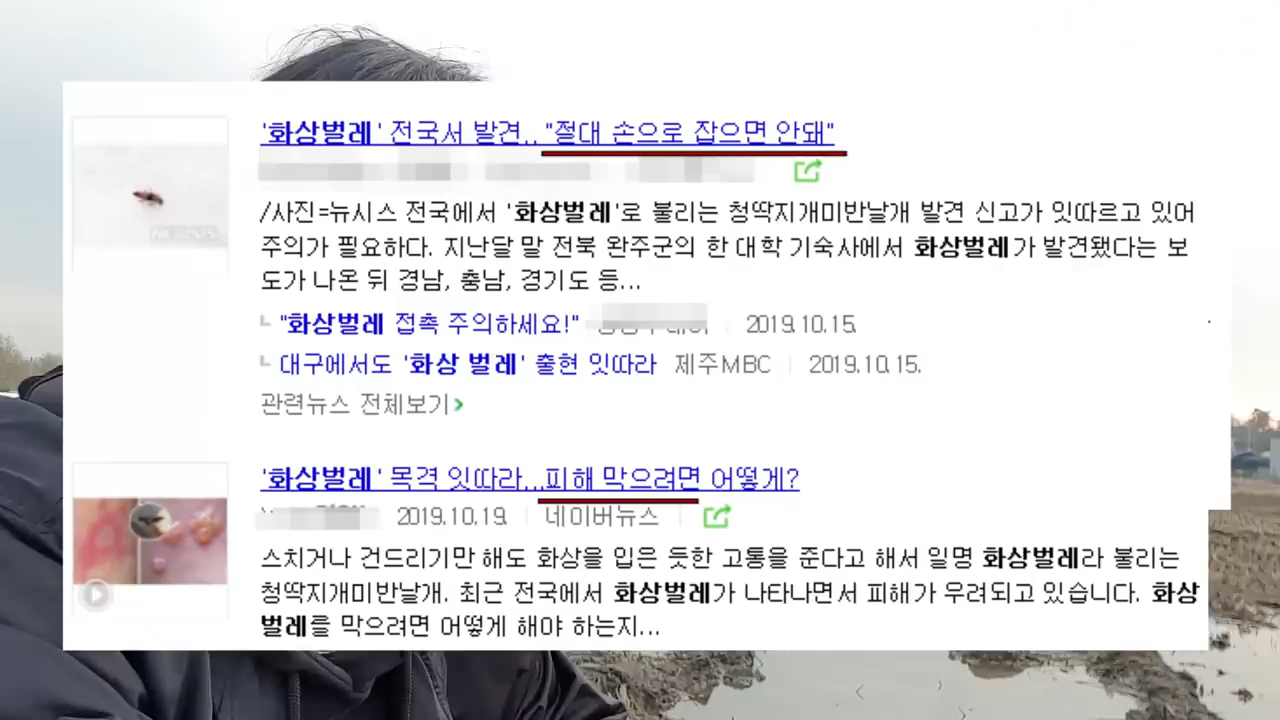 '화상벌레' 전국서 발견.. "절대 손으로 잡으면 안돼"
/사진=뉴시스 전국에서 '화상벌레'로 불리는 청딱지개미반날개 발견 신고가 잇따르고 있어
주의가 필요하다. 지난달 말 전북 완주군의 한 대학 기숙사에서 화상벌레가 발견됐다는 보
도가 나온 뒤 경남, 충남, 경기도 등...
"화상벌레 접촉 주의하세요!" 2019.10.15.
대구에서도 '화상 벌레' 출현 잇따라 제주MBC 2019.10.15.
관련뉴스 전체보기
'화상벌레' 목격 잇따라...피해 막으려면 어떻게?
2019.10.19. 네이버뉴스
스치거나 건드리기만 해도 화상을 입은 듯한 고통을 준다고 해서 일명 화상벌레라 불리는
청딱지개미반날개. 최근 전국에서 화상벌레가 나타나면서 피해가 우려되고 있습니다. 화상
벌레를 막으려면 어떻게 해야 하는지...